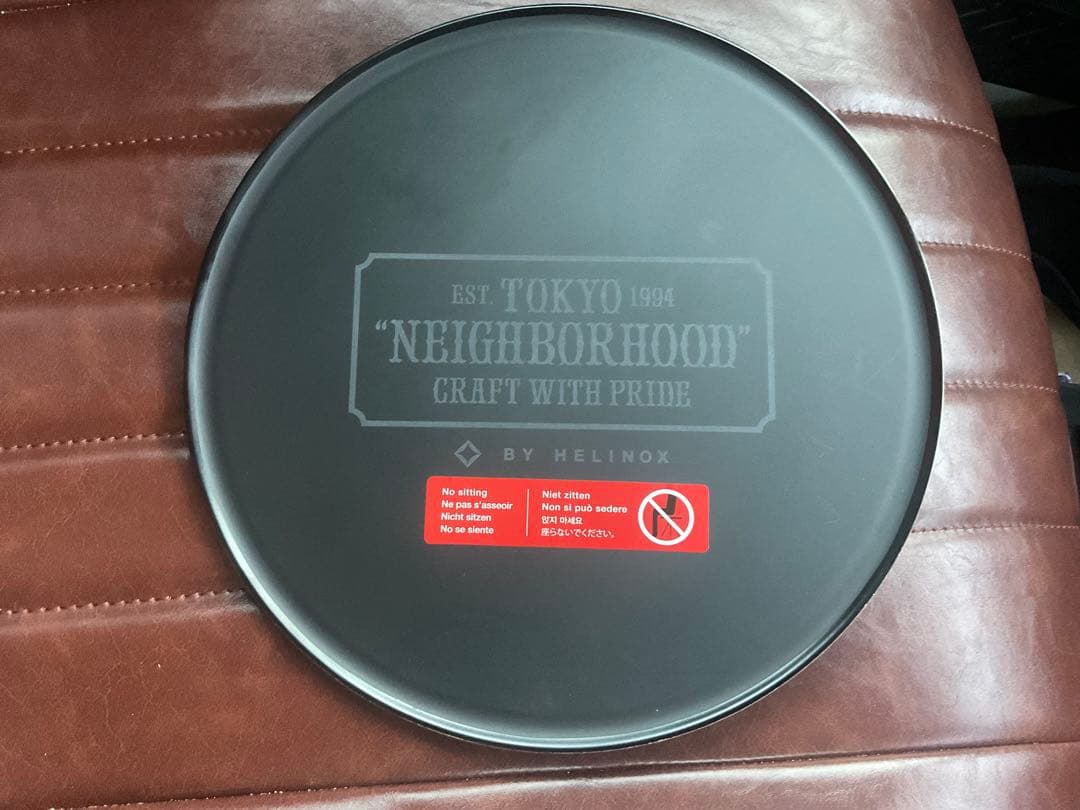 EST. TOKYO 1994
“NEIGHBORHOOD”
CRAFT WITH PRIDE
BY HELINOX
No sitting
Ne pas s'asseoir
Nicht sitzen
No se siente
Niet zitten
Non si può sedere
앉지 마세요
座らないでください。